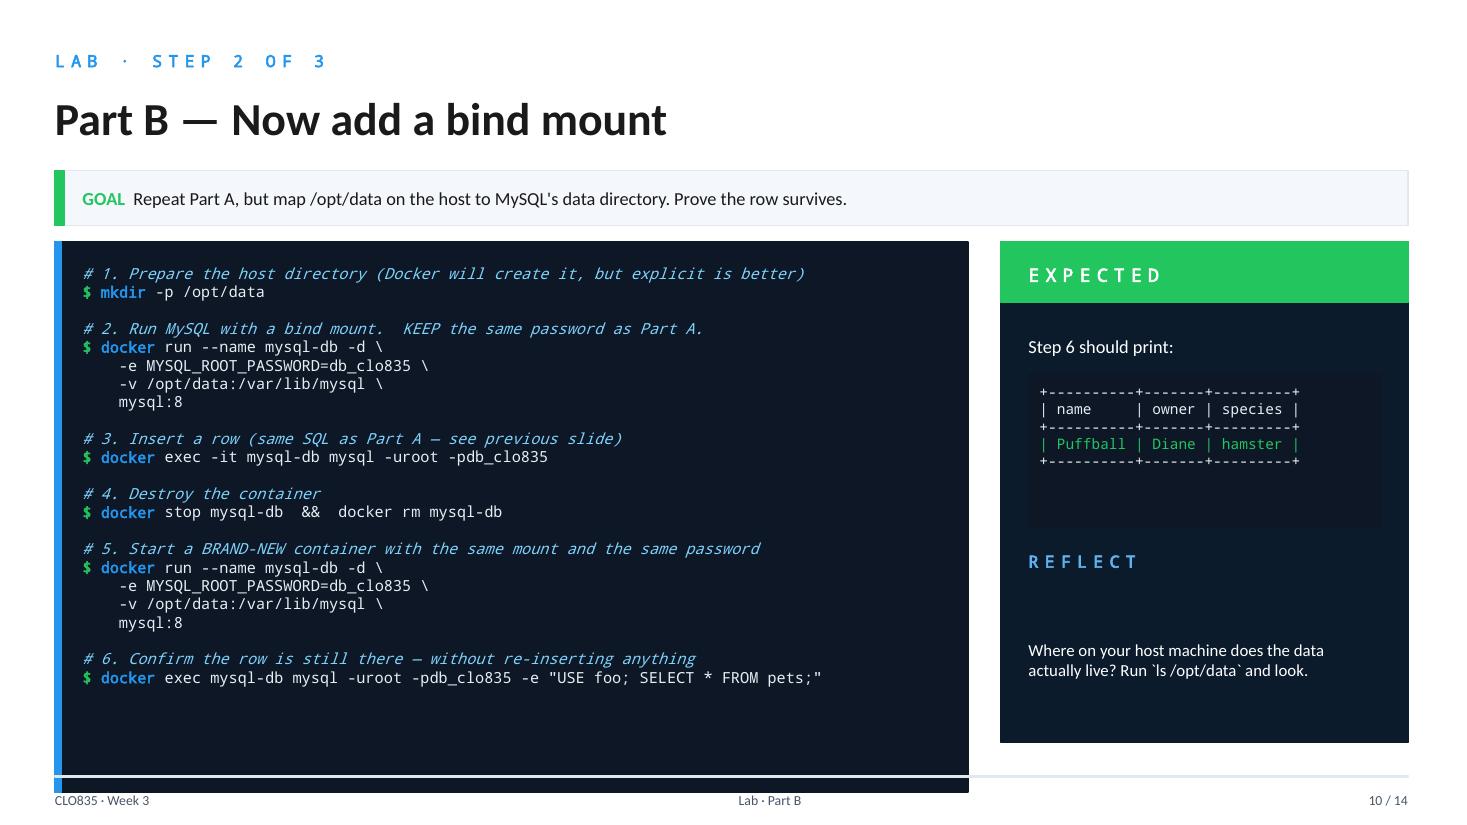 LAB · STEP 2 OF 3
Part B — Now add a bind mount
GOAL Repeat Part A, but map /opt/data on the host to MySQL's data directory. Prove the row survives.
# 1. Prepare the host directory (Docker will create it, but explicit is better)
$ mkdir -p /opt/data
# 2. Run MySQL with a bind mount.  KEEP the same password as Part A.
$ docker run --name mysql-db -d \
    -e MYSQL_ROOT_PASSWORD=db_clo835 \
    -v /opt/data:/var/lib/mysql \
    mysql:8
# 3. Insert a row (same SQL as Part A — see previous slide)
$ docker exec -it mysql-db mysql -uroot -pdb_clo835
# 4. Destroy the container
$ docker stop mysql-db  &&  docker rm mysql-db
# 5. Start a BRAND-NEW container with the same mount and the same password
$ docker run --name mysql-db -d \
    -e MYSQL_ROOT_PASSWORD=db_clo835 \
    -v /opt/data:/var/lib/mysql \
    mysql:8
# 6. Confirm the row is still there — without re-inserting anything
$ docker exec mysql-db mysql -uroot -pdb_clo835 -e "USE foo; SELECT * FROM pets;"
EXPECTED
Step 6 should print:
+----------+-------+---------+
| name     | owner | species |
+----------+-------+---------+
| Puffball | Diane | hamster |
+----------+-------+---------+
REFLECT
Where on your host machine does the data
actually live? Run `ls /opt/data` and look.
CLO835 · Week 3
Lab · Part B
10 / 14